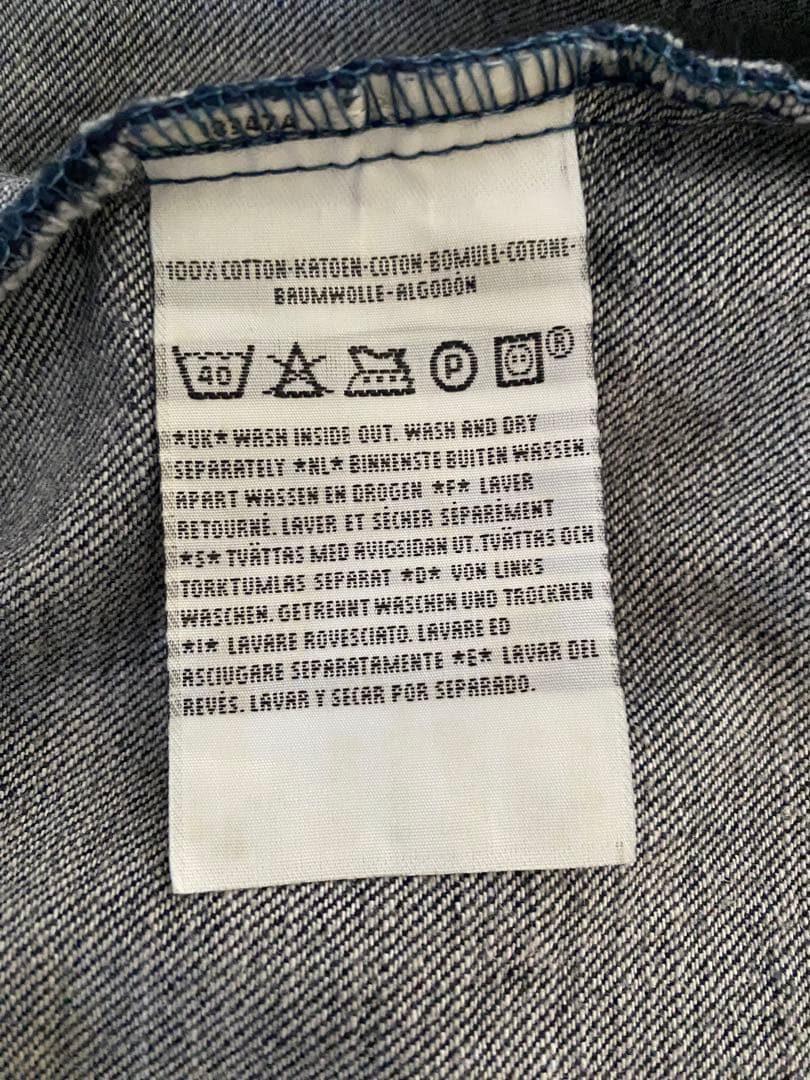 100% COTTON-KATOEN-COTON-BOMULL-COTONE-
BAUMWOLLE-ALGODÓN
40 P ®
*UK* WASH INSIDE OUT. WASH AND DRY
SEPARATELY *NL* BINNENSTE BUITEN WASSEN.
APART WASSEN EN DROGEN *F* LAVER
RETOURNÉ. LAVER ET SÉCHER SÉPARÉMENT
*S* TVÄTTAS MED AVIGSIDAN UT. TVÄTTAS OCH
TORKTUMLAS SEPARAT *D* VON LINKS
WASCHEN. GETRENNT WASCHEN UND TROCKNEN
*I* LAVARE ROVESCIATO. LAVARE ED
ASCIUGARE SEPARATAMENTE *E* LAVAR DEL
REVÉS. LAVAR Y SECAR POR SEPARADO.